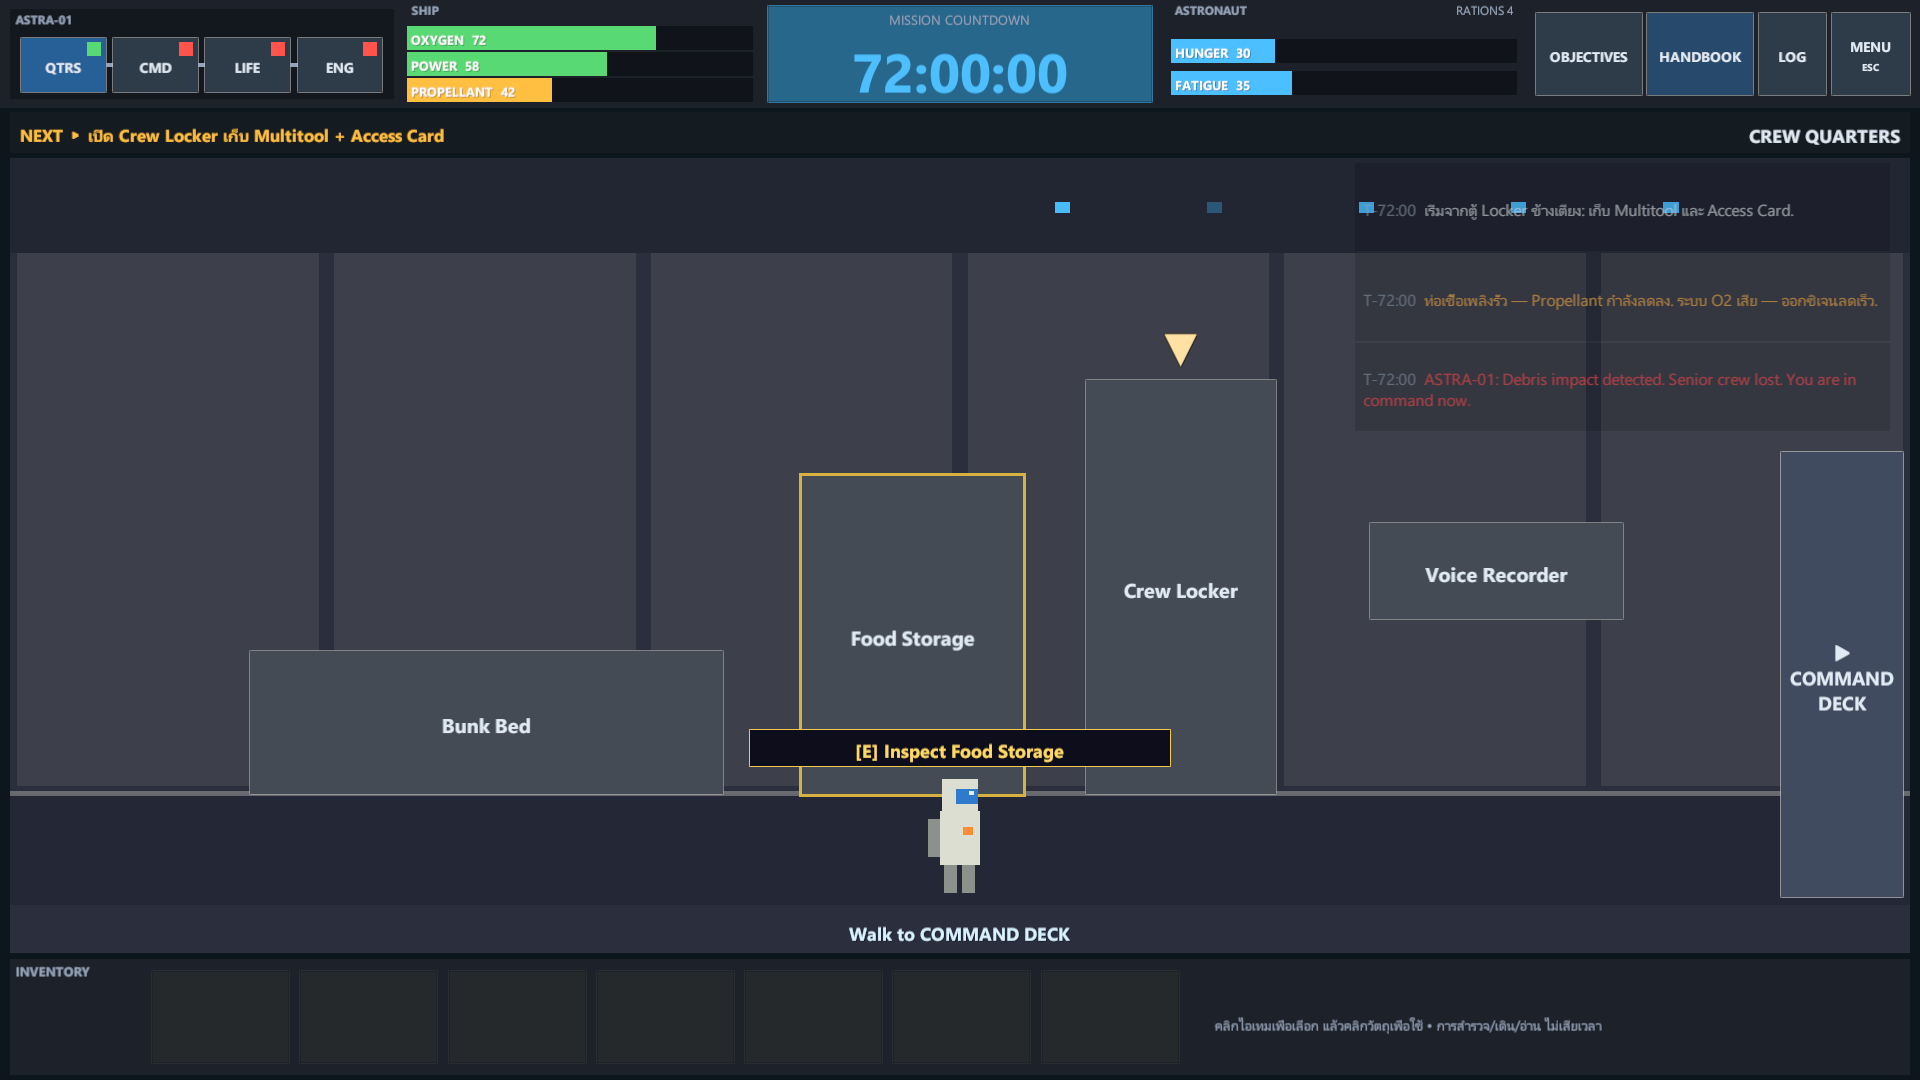 ASTRA-01
QTRS
CMD
LIFE
ENG
SHIP
OXYGEN 72
POWER 58
PROPELLANT 42
MISSION COUNTDOWN
72:00:00
ASTRONAUT
RATIONS 4
HUNGER 30
FATIGUE 35
OBJECTIVES
HANDBOOK
LOG
MENU
ESC
NEXT ▸ เปิด Crew Locker เก็บ Multitool + Access Card
CREW QUARTERS
T-72:00 เริ่มจากตู้ Locker ข้างเตียง: เก็บ Multitool และ Access Card.
T-72:00 ท่อเชื้อเพลิงรั่ว — Propellant กำลังลดลง. ระบบ O2 เสีย — ออกซิเจนลดเร็ว.
T-72:00 ASTRA-01: Debris impact detected. Senior crew lost. You are in
command now.
Crew Locker
Voice Recorder
Food Storage
Bunk Bed
▶
COMMAND
DECK
[E] Inspect Food Storage
Walk to COMMAND DECK
INVENTORY
คลิกไอเทมเพื่อเลือก แล้วคลิกวัตถุเพื่อใช้ • การสำรวจ/เดิน/อ่าน ไม่เสียเวลา